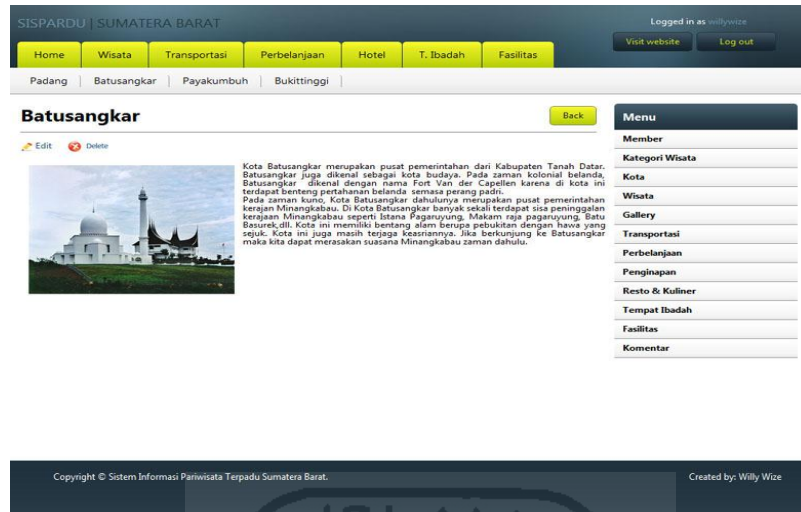 SISPARDU | SUMATERA BARAT
Logged in as willywize
Visit website
Log out
Home
Wisata
Transportasi
Perbelanjaan
Hotel
T. Ibadah
Fasilitas
Padang
Batusangkar
Payakumbuh
Bukittinggi
Batusangkar
Back
Edit
Delete
Kota Batusangkar merupakan pusat pemerintahan dari Kabupaten Tanah Datar.
Batusangkar juga dikenal sebagai kota budaya. Pada zaman kolonial belanda,
Batusangkar dikenal dengan nama Fort Van der Capellen karena di kota ini
terdapat benteng pertahanan belanda semasa perang padri.
Pada zaman kuno, Kota Batusangkar dahulunya merupakan pusat pemerintahan
kerajan Minangkabau. Di Kota Batusangkar banyak sekali terdapat sisa peninggalan
kerajaan Minangkabau seperti Istana Pagaruyung, Makam raja pagaruyung, Batu
Basurek,dll. Kota ini memiliki bentang alam berupa pebukitan dengan hawa yang
sejuk. Kota ini juga masih terjaga keasriannya. Jika berkunjung ke Batusangkar
maka kita dapat merasakan suasana Minangkabau zaman dahulu.
Menu
Member
Kategori Wisata
Kota
Wisata
Gallery
Transportasi
Perbelanjaan
Penginapan
Resto & Kuliner
Tempat Ibadah
Fasilitas
Komentar
Copyright © Sistem Informasi Pariwisata Terpadu Sumatera Barat.
Created by: Willy Wize